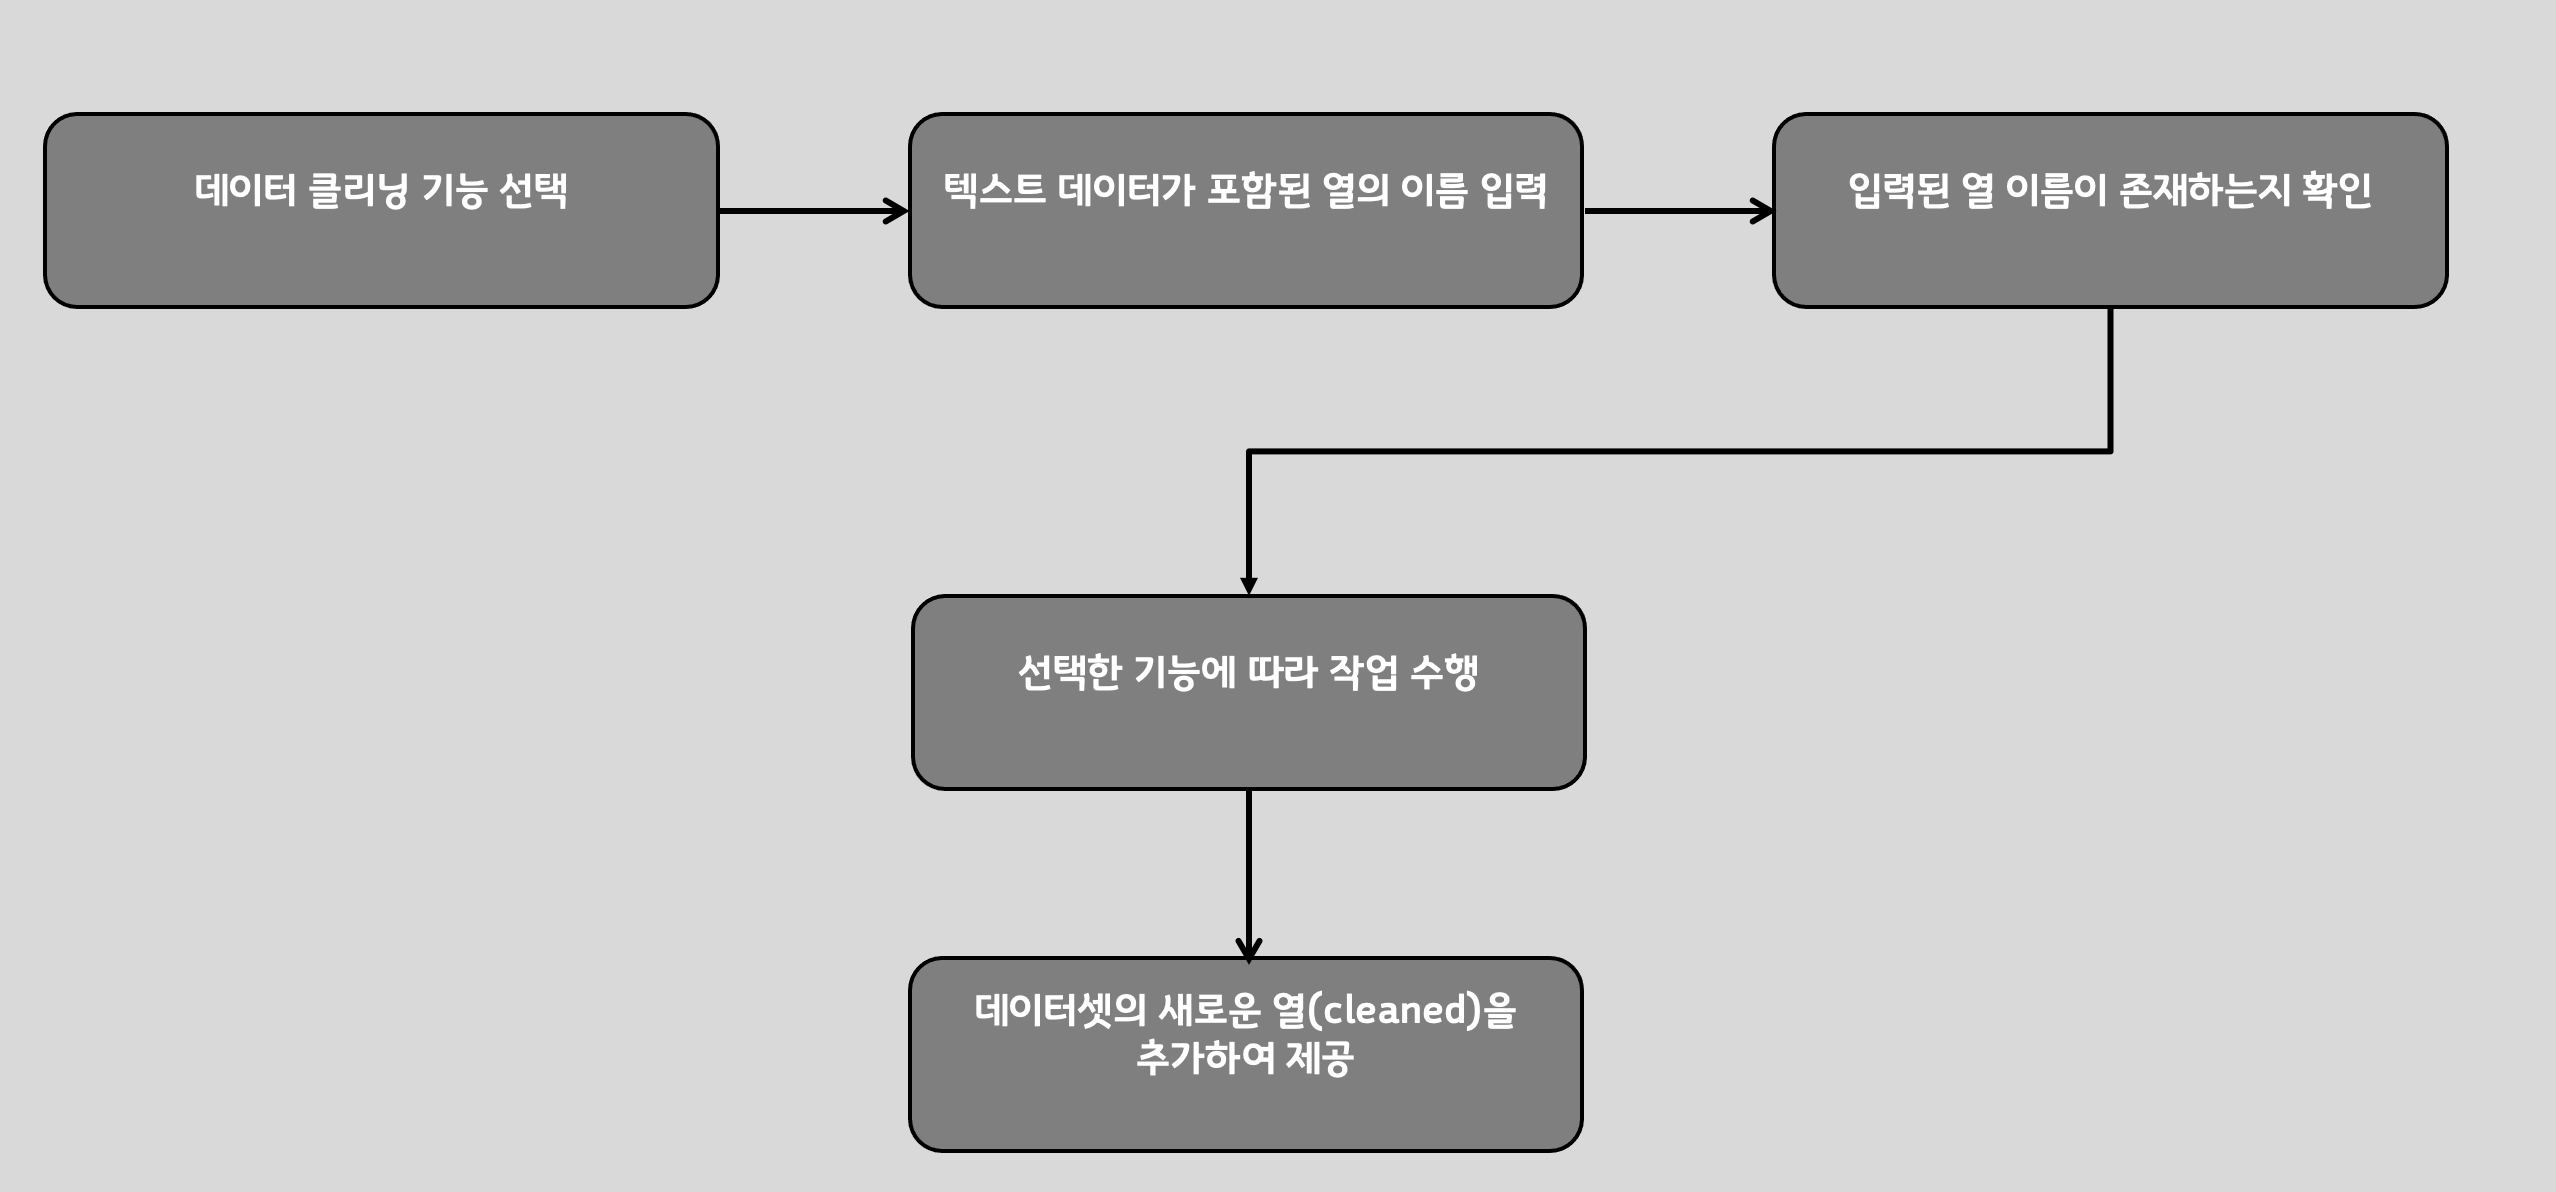 데이터 클리닝 기능 선택
텍스트 데이터가 포함된 열의 이름 입력
입력된 열 이름이 존재하는지 확인
선택한 기능에 따라 작업 수행
데이터셋의 새로운 열(cleaned)을
추가하여 제공